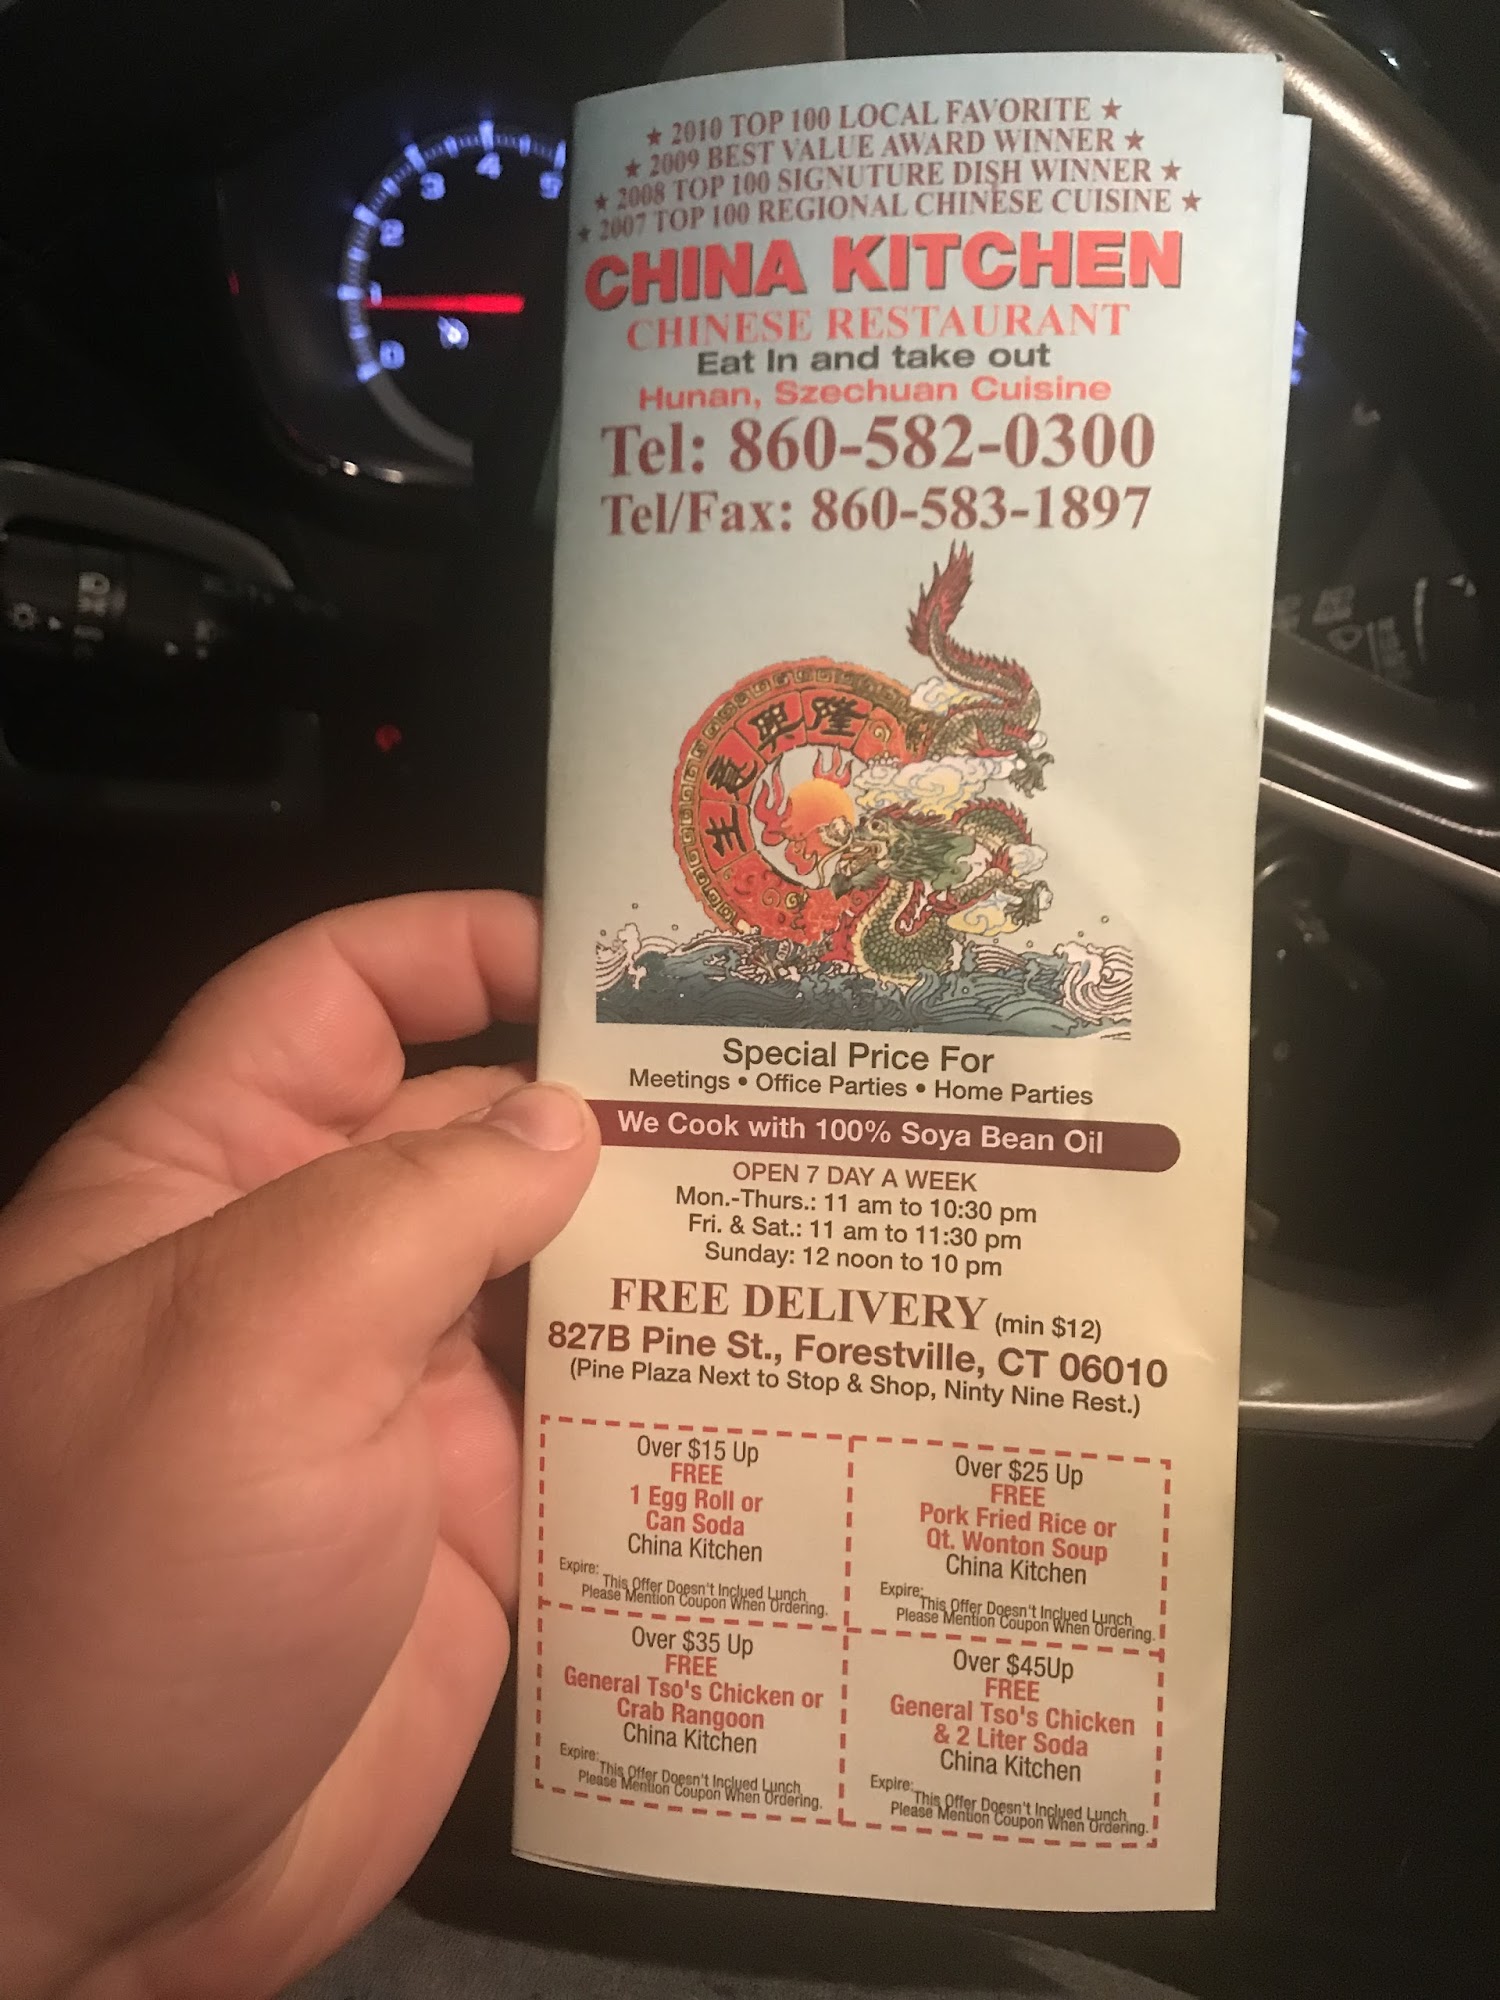 ★ 2010 TOP 100 LOCAL FAVORITE ★
★ 2009 BEST VALUE AWARD WINNER ★
★ 2008 TOP 100 SIGNUTURE DISH WINNER ★
★ 2007 TOP 100 REGIONAL CHINESE CUISINE ★
CHINA KITCHEN
CHINESE RESTAURANT
Eat In and take out
Hunan, Szechuan Cuisine
Tel: 860-582-0300
Tel/Fax: 860-583-1897
生意興隆
Special Price For
Meetings • Office Parties • Home Parties
We Cook with 100% Soya Bean Oil
OPEN 7 DAY A WEEK
Mon.-Thurs.: 11 am to 10:30 pm
Fri. & Sat.: 11 am to 11:30 pm
Sunday: 12 noon to 10 pm
FREE DELIVERY (min $12)
827B Pine St., Forestville, CT 06010
(Pine Plaza Next to Stop & Shop, Ninty Nine Rest.)
Over $15 Up
FREE
1 Egg Roll or
Can Soda
China Kitchen
Expire:
This Offer Doesn't Inclued Lunch
Please Mention Coupon When Ordering.
Over $25 Up
FREE
Pork Fried Rice or
Qt. Wonton Soup
China Kitchen
Expire:
This Offer Doesn't Inclued Lunch
Please Mention Coupon When Ordering.
Over $35 Up
FREE
General Tso's Chicken or
Crab Rangoon
China Kitchen
Expire:
This Offer Doesn't Inclued Lunch
Please Mention Coupon When Ordering.
Over $45Up
FREE
General Tso's Chicken
& 2 Liter Soda
China Kitchen
Expire:
This Offer Doesn't Inclued Lunch
Please Mention Coupon When Ordering.
0
1
2
3
4
5